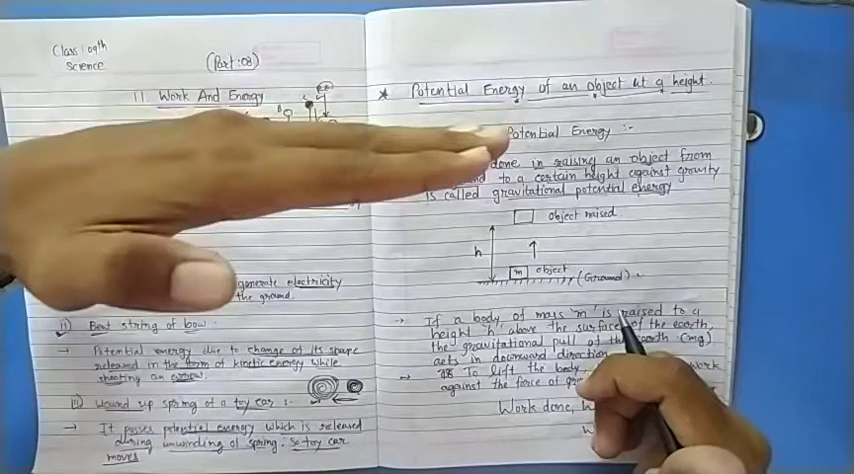 Class: 09th
Science
(Part:08)
11 Work And Energy
B
generate electricity
the ground.
ii) Bent string of bow
→ Potential energy due to change of its shape
released in the form of kinetic energy while
shooting an arrow.
iii) Wound up spring of a toy car :-
→ It posses potential energy which is released
during unwinding of spring. So toy car
moves
* Potential Energy of an object at a height.
Potential Energy :-
done in raising an object from
to a certain height against gravity
is called gravitational potential energy
object raised
h
m object (Ground)
→ If a body of mass 'm' is raised to a
height 'h' above the surface of the earth,
the gravitational pull of the earth (mg)
acts in downward direction
→ To lift the body, work
against the force of
Work done,